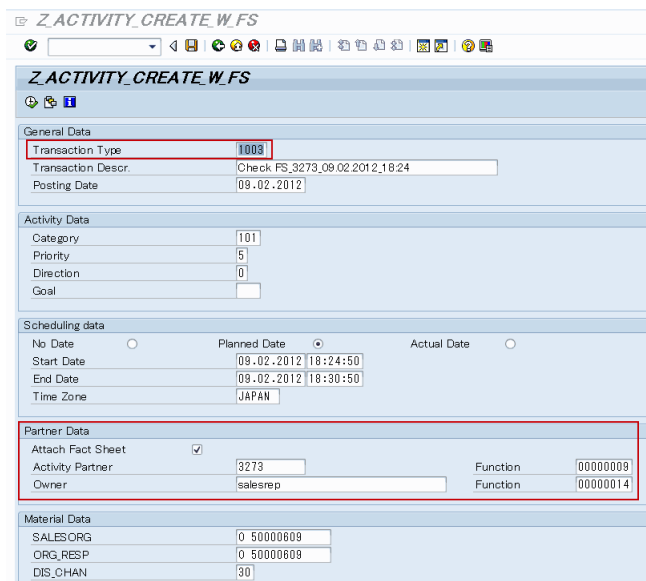 Z_ACTIVITY_CREATE_W_FS
Z_ACTIVITY_CREATE_W_FS
General Data
Transaction Type 1003
Transaction Descr. Check FS_3273_09.02.2012_18:24
Posting Date 09.02.2012
Activity Data
Category 101
Priority 5
Direction 0
Goal
Scheduling data
No Date Planned Date Actual Date
Start Date 09.02.2012 18:24:50
End Date 09.02.2012 18:30:50
Time Zone JAPAN
Partner Data
Attach Fact Sheet
Activity Partner 3273 Function 00000009
Owner salesrep Function 00000014
Material Data
SALESORG O 50000609
ORG_RESP O 50000609
DIS_CHAN 30